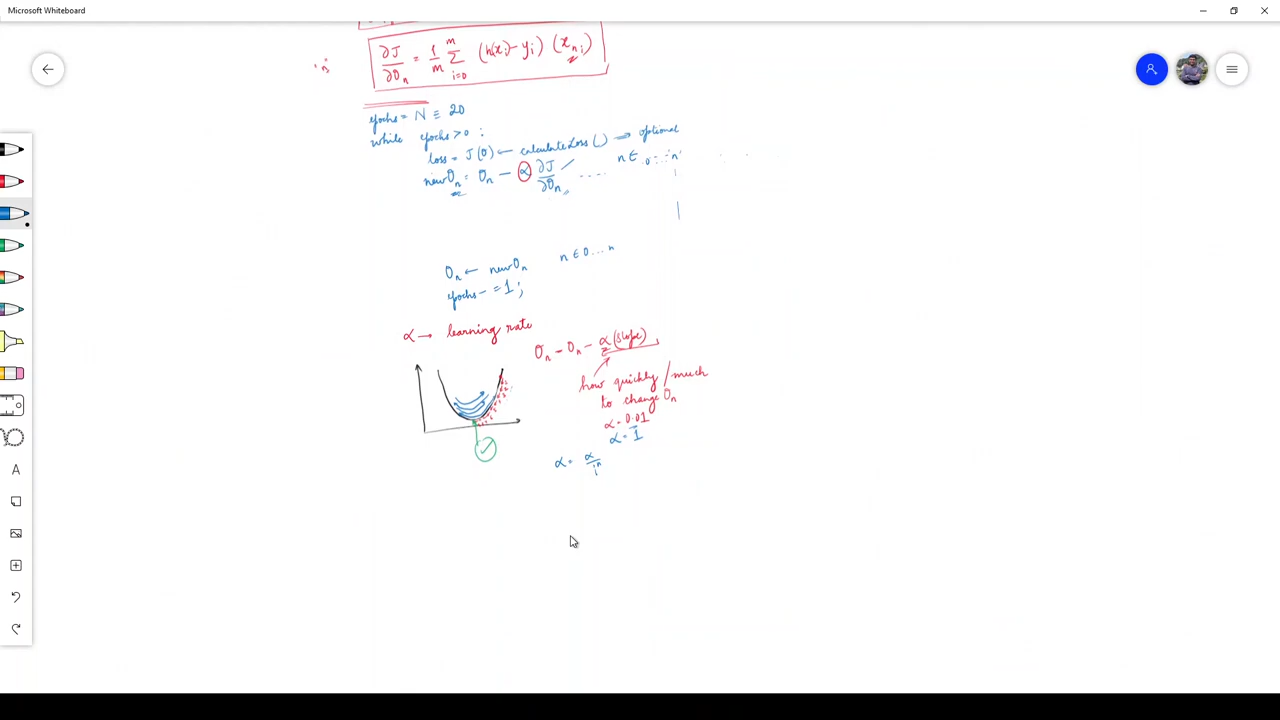 Microsoft Whiteboard
∂J/∂θₙ = 1/m Σ (i=0 to m) (h(xᵢ) - yᵢ) (xₙᵢ)
epochs = N ≡ 20
while epochs > 0 :
loss = J(θ) ← calculateLoss( ) ⇒ optional
newθₙ = θₙ - α ∂J/∂θₙ .... n ∈ 0...'n'
θₙ ← newθₙ n ∈ 0...n
epochs -= 1;
α → learning rate
θₙ = θₙ - α(slope)
how quickly/much
to change θₙ
α = 0.01
α = 1
α = α/iⁿ
A